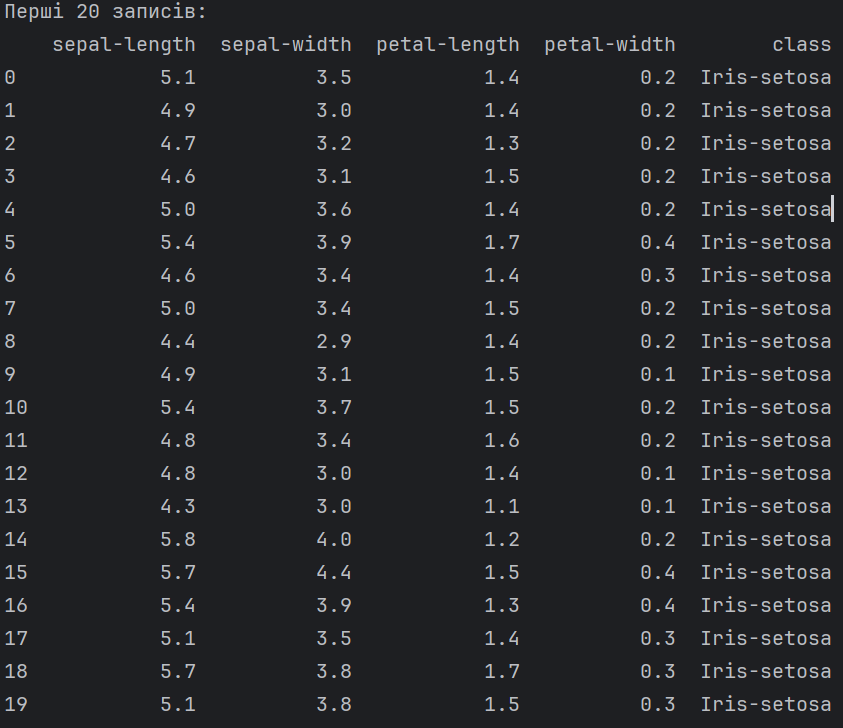 Перші 20 записів:
    sepal-length  sepal-width  petal-length  petal-width        class
0            5.1          3.5           1.4          0.2  Iris-setosa
1            4.9          3.0           1.4          0.2  Iris-setosa
2            4.7          3.2           1.3          0.2  Iris-setosa
3            4.6          3.1           1.5          0.2  Iris-setosa
4            5.0          3.6           1.4          0.2  Iris-setosa
5            5.4          3.9           1.7          0.4  Iris-setosa
6            4.6          3.4           1.4          0.3  Iris-setosa
7            5.0          3.4           1.5          0.2  Iris-setosa
8            4.4          2.9           1.4          0.2  Iris-setosa
9            4.9          3.1           1.5          0.1  Iris-setosa
10           5.4          3.7           1.5          0.2  Iris-setosa
11           4.8          3.4           1.6          0.2  Iris-setosa
12           4.8          3.0           1.4          0.1  Iris-setosa
13           4.3          3.0           1.1          0.1  Iris-setosa
14           5.8          4.0           1.2          0.2  Iris-setosa
15           5.7          4.4           1.5          0.4  Iris-setosa
16           5.4          3.9           1.3          0.4  Iris-setosa
17           5.1          3.5           1.4          0.3  Iris-setosa
18           5.7          3.8           1.7          0.3  Iris-setosa
19           5.1          3.8           1.5          0.3  Iris-setosa